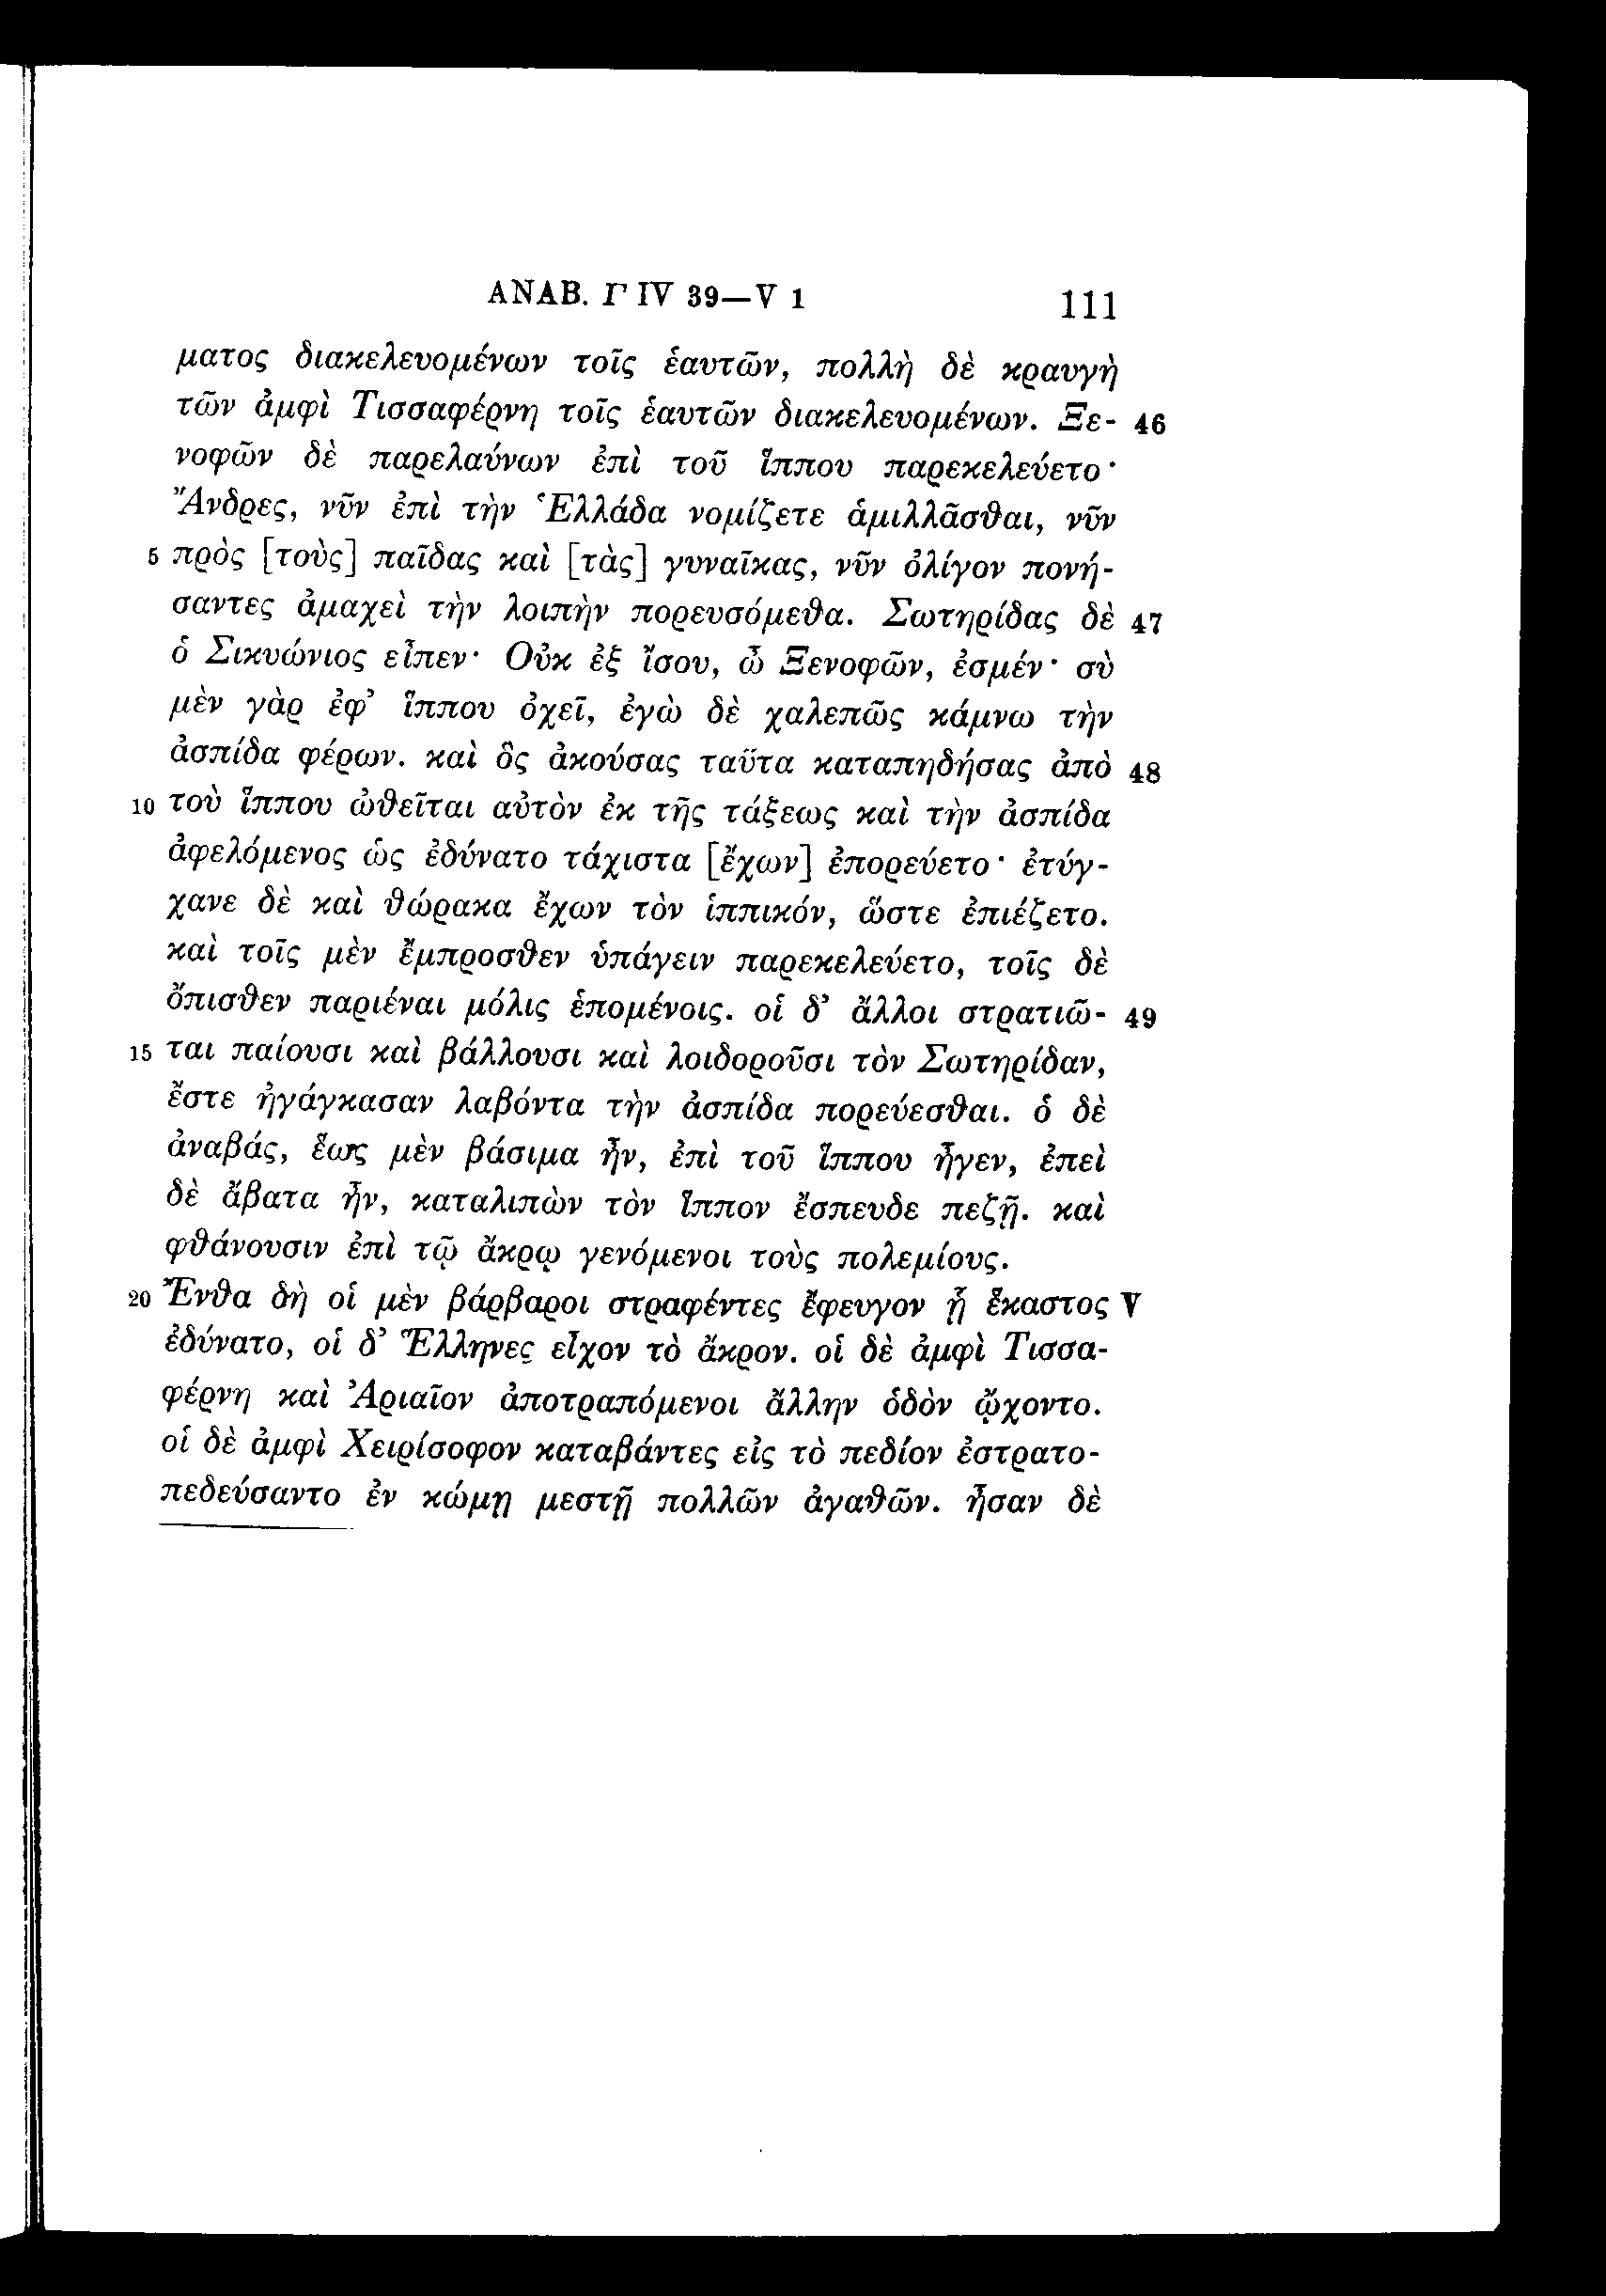 ΑΝΑΒ. Γ IV 39—V 1 111
ματος διακελευομένων τοῖς ἑαυτῶν, πολλὴ δὲ κραυγὴ
τῶν ἀμφὶ Τισσαφέρνη τοῖς ἑαυτῶν διακελευομένων. Ξε- 46
νοφῶν δὲ παρελαύνων ἐπὶ τοῦ ἵππου παρεκελεύετο·
Ἄνδρες, νῦν ἐπὶ τὴν Ἑλλάδα νομίζετε ἁμιλλᾶσθαι, νῦν
5 πρὸς [τοὺς] παῖδας καὶ [τὰς] γυναῖκας, νῦν ὀλίγον πονή-
σαντες ἀμαχεὶ τὴν λοιπὴν πορευσόμεθα. Σωτηρίδας δὲ 47
ὁ Σικυώνιος εἶπεν· Οὐκ ἐξ ἴσου, ὦ Ξενοφῶν, ἐσμέν· σὺ
μὲν γὰρ ἐφ’ ἵππου ὀχεῖ, ἐγὼ δὲ χαλεπῶς κάμνω τὴν
ἀσπίδα φέρων. καὶ ὃς ἀκούσας ταῦτα καταπηδήσας ἀπὸ 48
10 τοὺ ἵππου ὠθεῖται αὐτὸν ἐκ τῆς τάξεως καὶ τὴν ἀσπίδα
ἀφελόμενος ὡς ἐδύνατο τάχιστα [ἔχων] ἐπορεύετο· ἐτύγ-
χανε δὲ καὶ θώρακα ἔχων τὸν ἱππικόν, ὥστε ἐπιέζετο.
καὶ τοῖς μὲν ἔμπροσθεν ὑπάγειν παρεκελεύετο, τοῖς δὲ
ὄπισθεν παριέναι μόλις ἑπομένοις. οἱ δ’ ἄλλοι στρατιῶ- 49
15 ται παίουσι καὶ βάλλουσι καὶ λοιδοροῦσι τὸν Σωτηρίδαν,
ἔστε ἠγάγκασαν λαβόντα τὴν ἀσπίδα πορεύεσθαι. ὁ δὲ
ἀναβάς, ἕως μὲν βάσιμα ἦν, ἐπὶ τοῦ ἵππου ἦγεν, ἐπεὶ
δὲ ἄβατα ἦν, καταλιπὼν τὸν ἵππον ἔσπευδε πεζῇ. καὶ
φθάνουσιν ἐπὶ τῷ ἄκρῳ γενόμενοι τοὺς πολεμίους.
20 Ἔνθα δὴ οἱ μὲν βάρβαροι στραφέντες ἔφευγον ᾗ ἕκαστος V
ἐδύνατο, οἱ δ’ Ἕλληνες εἶχον τὸ ἄκρον. οἱ δὲ ἀμφὶ Τισσα-
φέρνη καὶ Ἀριαῖον ἀποτραπόμενοι ἄλλην ὁδὸν ᾤχοντο.
οἱ δὲ ἀμφὶ Χειρίσοφον καταβάντες εἰς τὸ πεδίον ἐστρατο-
πεδεύσαντο ἐν κώμῃ μεστῇ πολλῶν ἀγαθῶν. ἦσαν δὲ